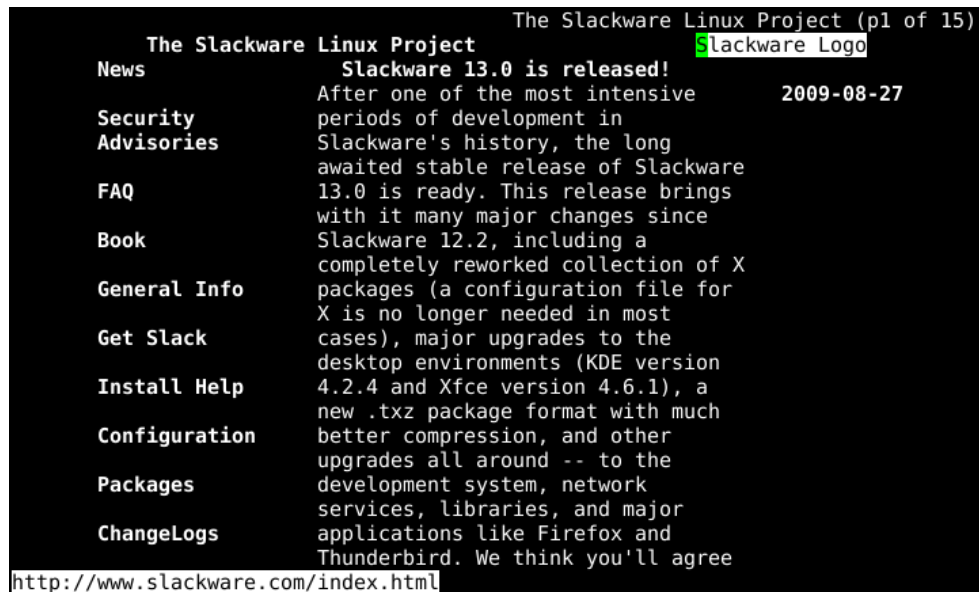 The Slackware Linux Project (p1 of 15)
The Slackware Linux Project Slackware Logo
News Slackware 13.0 is released!
After one of the most intensive 2009-08-27
Security periods of development in
Advisories Slackware's history, the long
awaited stable release of Slackware
FAQ 13.0 is ready. This release brings
with it many major changes since
Book Slackware 12.2, including a
completely reworked collection of X
General Info packages (a configuration file for
X is no longer needed in most
Get Slack cases), major upgrades to the
desktop environments (KDE version
Install Help 4.2.4 and Xfce version 4.6.1), a
new .txz package format with much
Configuration better compression, and other
upgrades all around -- to the
Packages development system, network
services, libraries, and major
ChangeLogs applications like Firefox and
Thunderbird. We think you'll agree
http://www.slackware.com/index.html